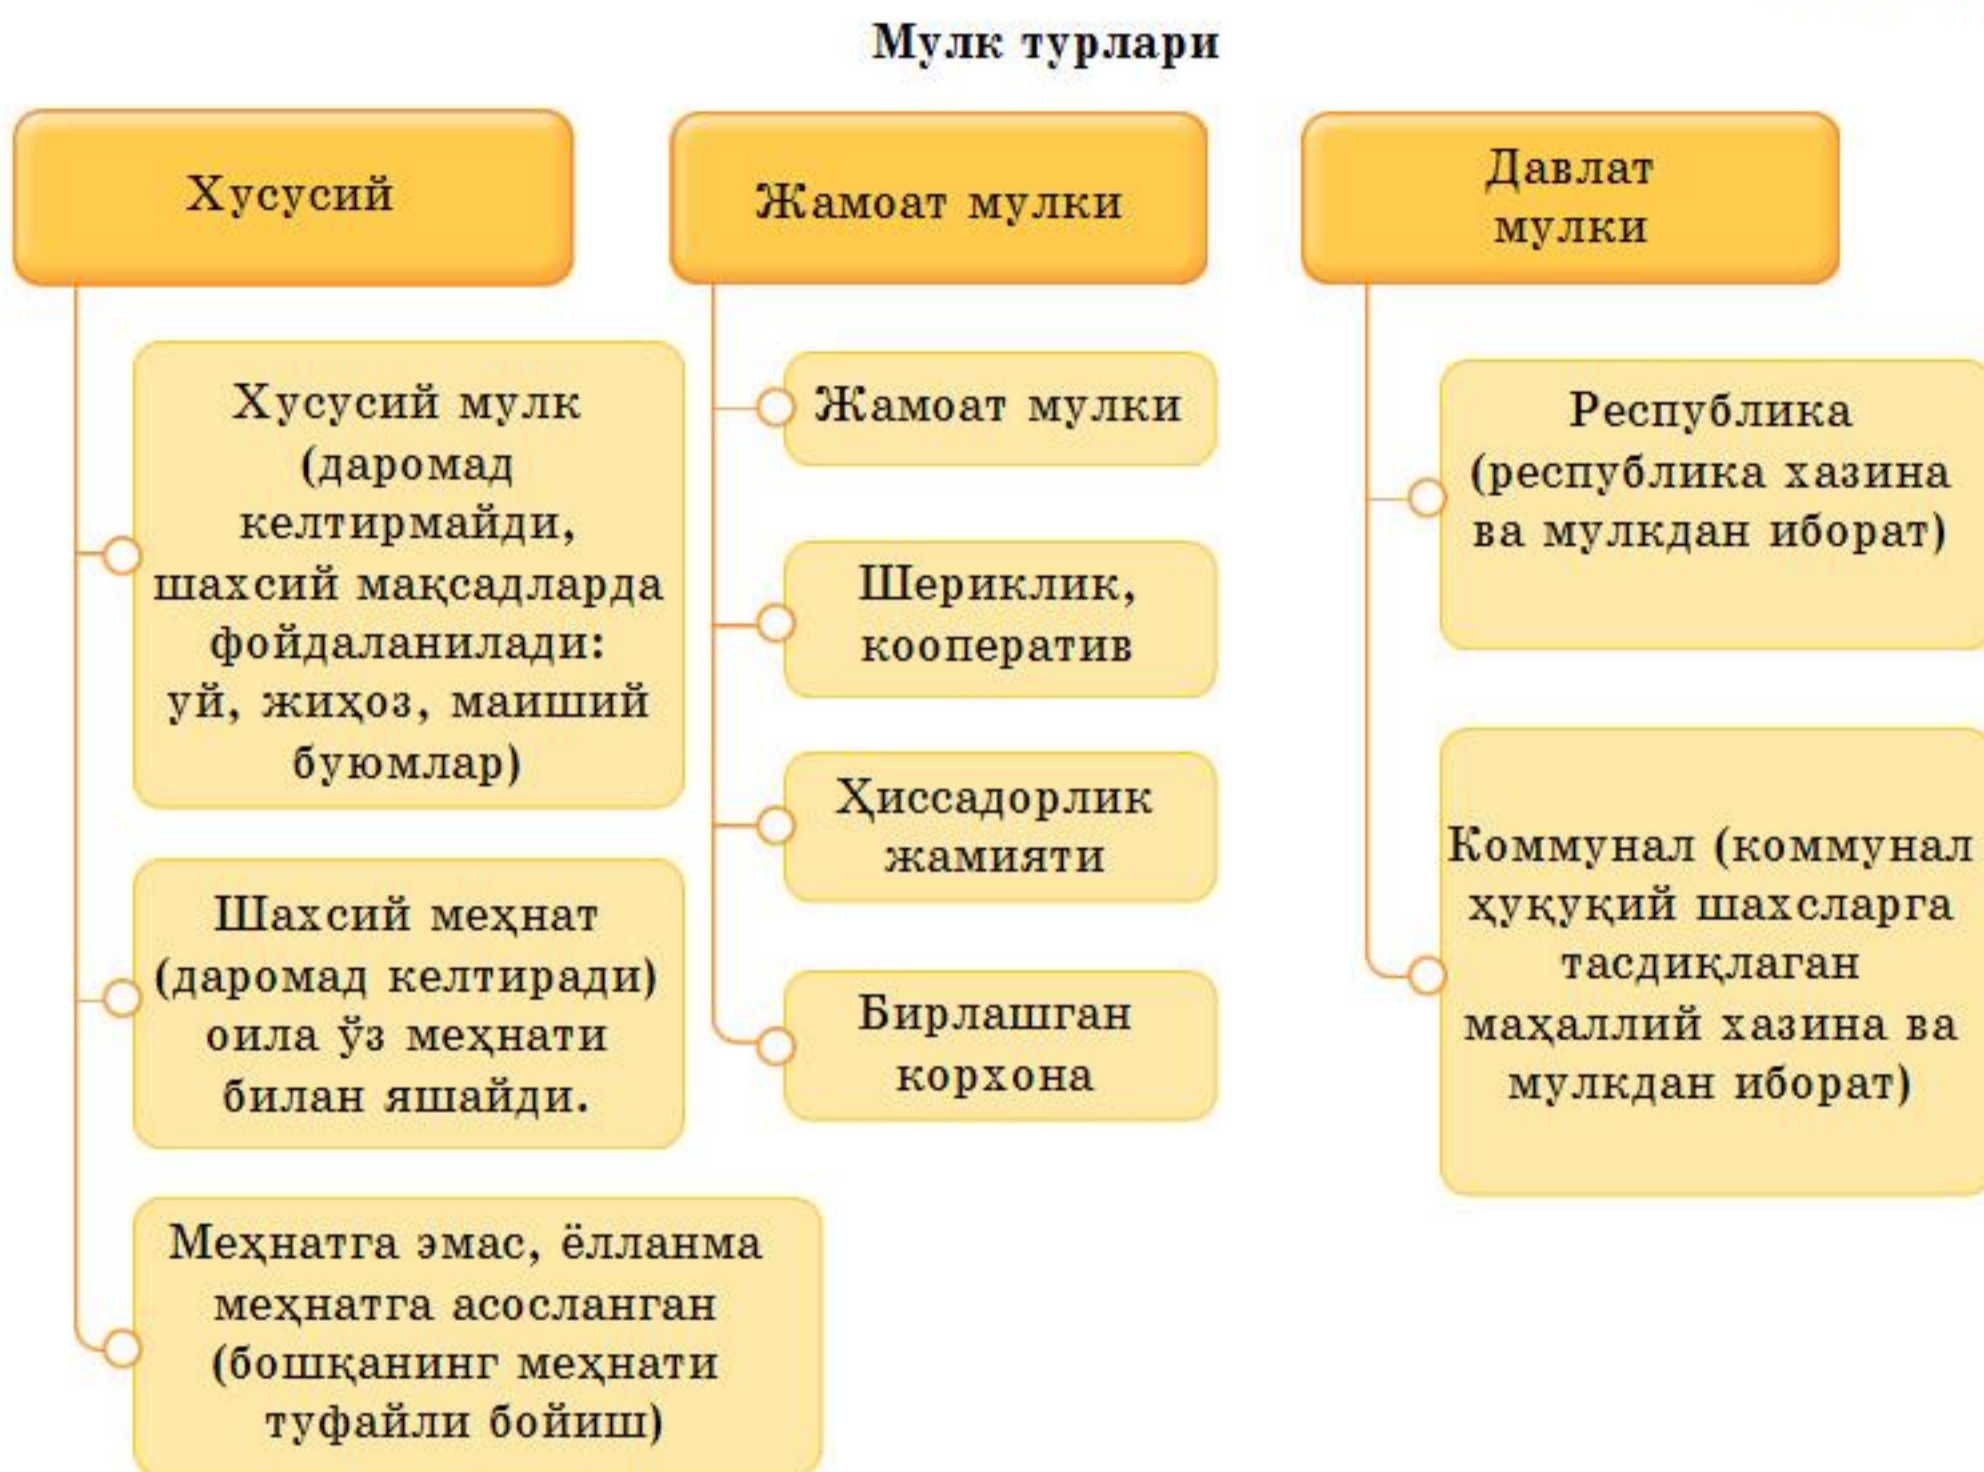 Мулк турлари
Хусусий
Хусусий мулк
(даромад
келтирмайди,
шахсий мақсадларда
фойдаланилади:
уй, жиҳоз, маиший
буюмлар)
Шахсий меҳнат
(даромад келтиради)
оила ўз меҳнати
билан яшайди.
Меҳнатга эмас, ёлланма
меҳнатга асосланган
(бошқанинг меҳнати
туфайли бойиш)
Жамоат мулки
Жамоат мулки
Шериклик,
кооператив
Ҳиссадорлик
жамияти
Бирлашган
корхона
Давлат
мулки
Республика
(республика хазина
ва мулкдан иборат)
Коммунал (коммунал
ҳуқуқий шахсларга
тасдиқлаган
маҳаллий хазина ва
мулкдан иборат)